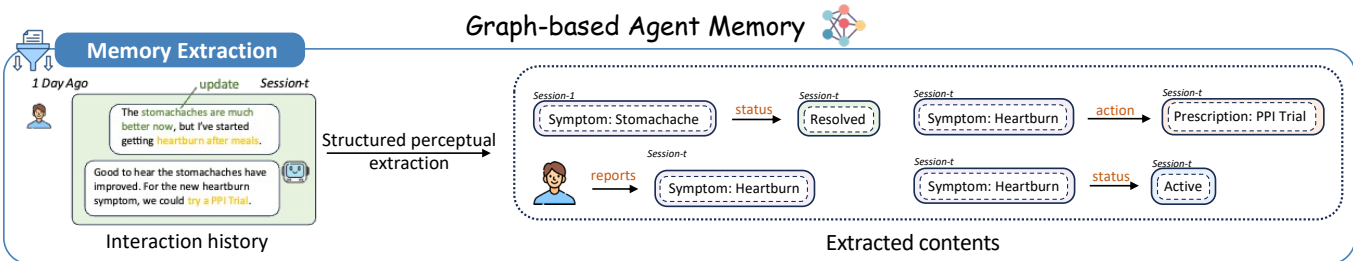 Graph-based Agent Memory
Memory Extraction
1 Day Ago
update
Session-t
The stomachaches are much
better now, but I've started
getting heartburn after meals.
Good to hear the stomachaches have
improved. For the new heartburn
symptom, we could try a PPI Trial.
Interaction history
Structured perceptual
extraction
Session-1
Symptom: Stomachache
status
Session-t
Resolved
Session-t
Symptom: Heartburn
action
Session-t
Prescription: PPI Trial
reports
Session-t
Symptom: Heartburn
Session-t
Symptom: Heartburn
status
Session-t
Active
Extracted contents